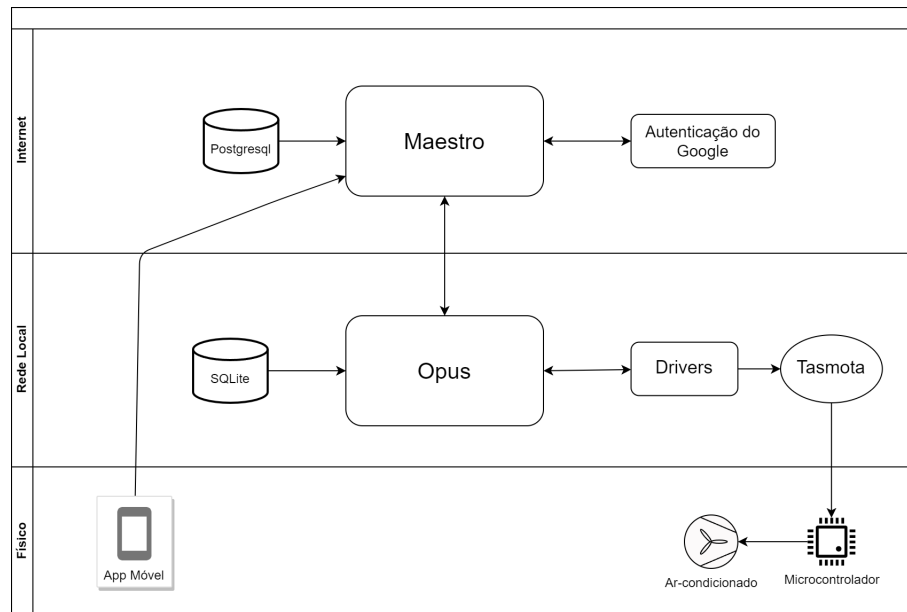 Internet
Postgresql
Maestro
Autenticação do
Google
Rede Local
SQLite
Opus
Drivers
Tasmota
Físico
App Móvel
Ar-condicionado
Microcontrolador